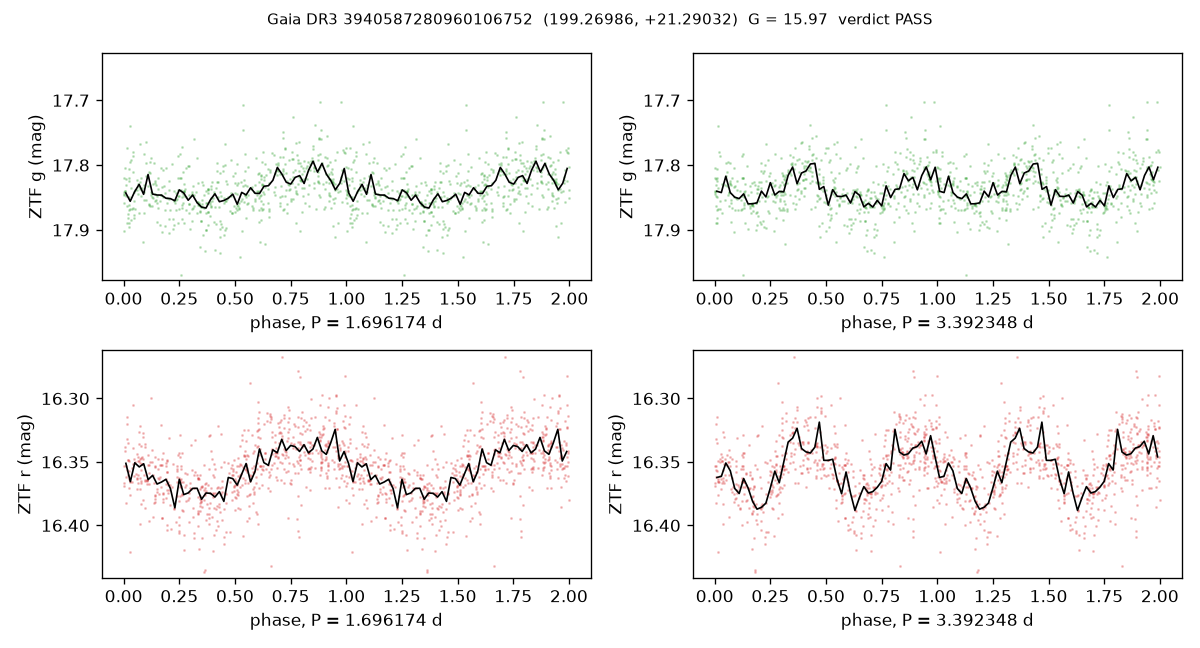 Gaia DR3 3940587280960106752 (199.26986, +21.29032) G = 15.97 verdict PASS
ZTF g (mag)
17.7
17.8
17.9
0.00 0.25 0.50 0.75 1.00 1.25 1.50 1.75 2.00
phase, P = 1.696174 d
ZTF g (mag)
17.7
17.8
17.9
0.00 0.25 0.50 0.75 1.00 1.25 1.50 1.75 2.00
phase, P = 3.392348 d
ZTF r (mag)
16.30
16.35
16.40
0.00 0.25 0.50 0.75 1.00 1.25 1.50 1.75 2.00
phase, P = 1.696174 d
ZTF r (mag)
16.30
16.35
16.40
0.00 0.25 0.50 0.75 1.00 1.25 1.50 1.75 2.00
phase, P = 3.392348 d